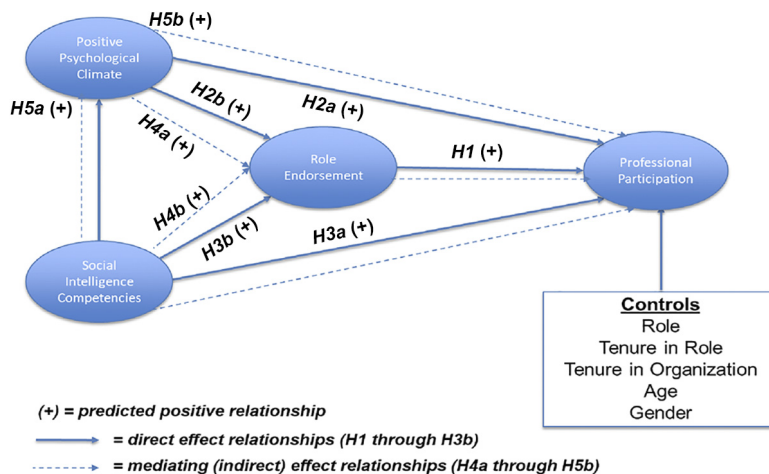 H5b (+)
Positive
Psychological
Climate
H5a (+)
H2b (+)
H2a (+)
H4a (+)
Role
Endorsement
H1 (+)
Professional
Participation
H4b (+)
H3b (+)
H3a (+)
Social
Intelligence
Competencies
Controls
Role
Tenure in Role
Tenure in Organization
Age
Gender
(+) = predicted positive relationship
= direct effect relationships (H1 through H3b)
= mediating (indirect) effect relationships (H4a through H5b)